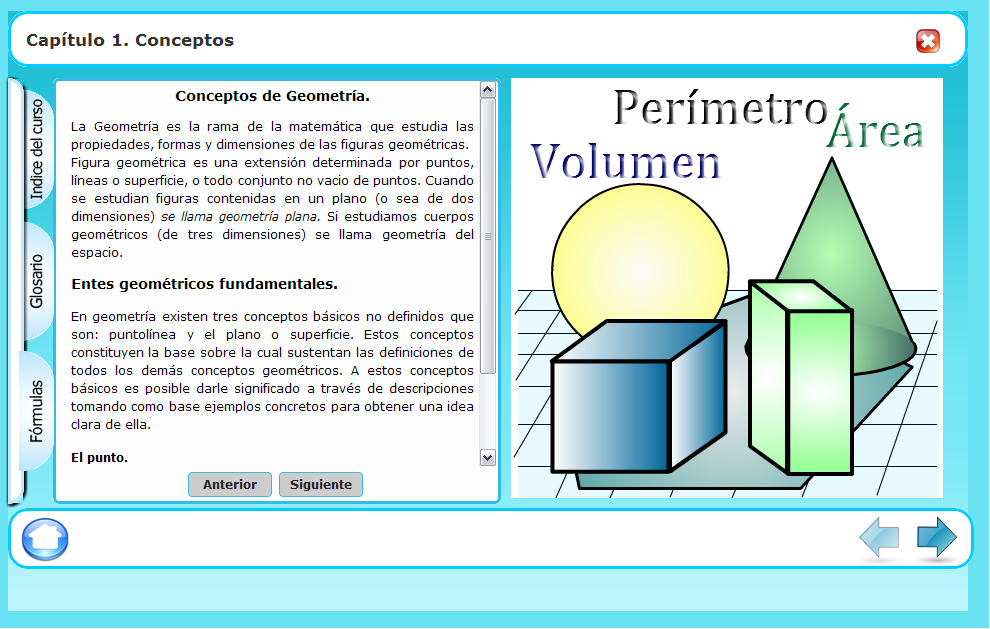 Capítulo 1. Conceptos
Indice del curso
Glosario
Fórmulas
Conceptos de Geometría.
La Geometría es la rama de la matemática que estudia las
propiedades, formas y dimensiones de las figuras geométricas.
Figura geométrica es una extensión determinada por puntos,
líneas o superficie, o todo conjunto no vacio de puntos. Cuando
se estudian figuras contenidas en un plano (o sea de dos
dimensiones) se llama geometría plana. Si estudiamos cuerpos
geométricos (de tres dimensiones) se llama geometría del
espacio.
Entes geométricos fundamentales.
En geometría existen tres conceptos básicos no definidos que
son: puntolínea y el plano o superficie. Estos conceptos
constituyen la base sobre la cual sustentan las definiciones de
todos los demás conceptos geométricos. A estos conceptos
básicos es posible darle significado a través de descripciones
tomando como base ejemplos concretos para obtener una idea
clara de ella.
El punto.
Anterior
Siguiente
Perímetro
Área
Volumen